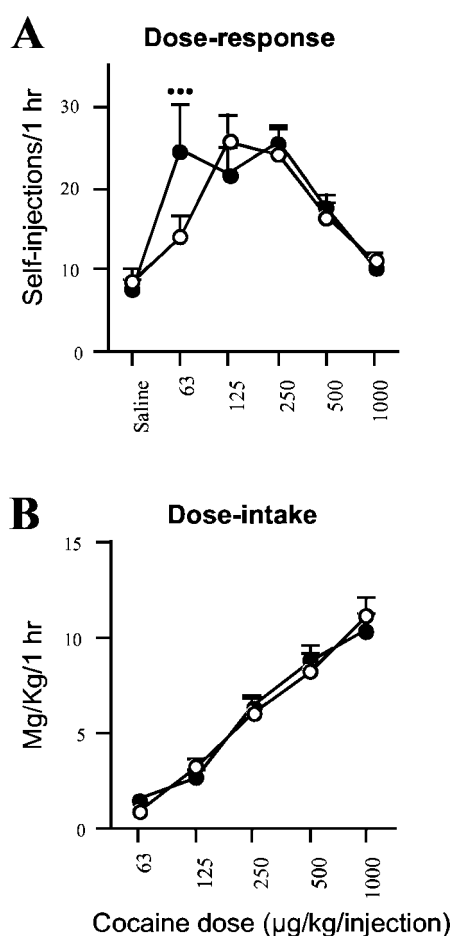 A
Dose-response
Self-injections/1 hr
30
20
10
0
•••
Saline
63
125
250
500
1000
B
Dose-intake
Mg/Kg/1 hr
15
10
5
0
63
125
250
500
1000
Cocaine dose (µg/kg/injection)